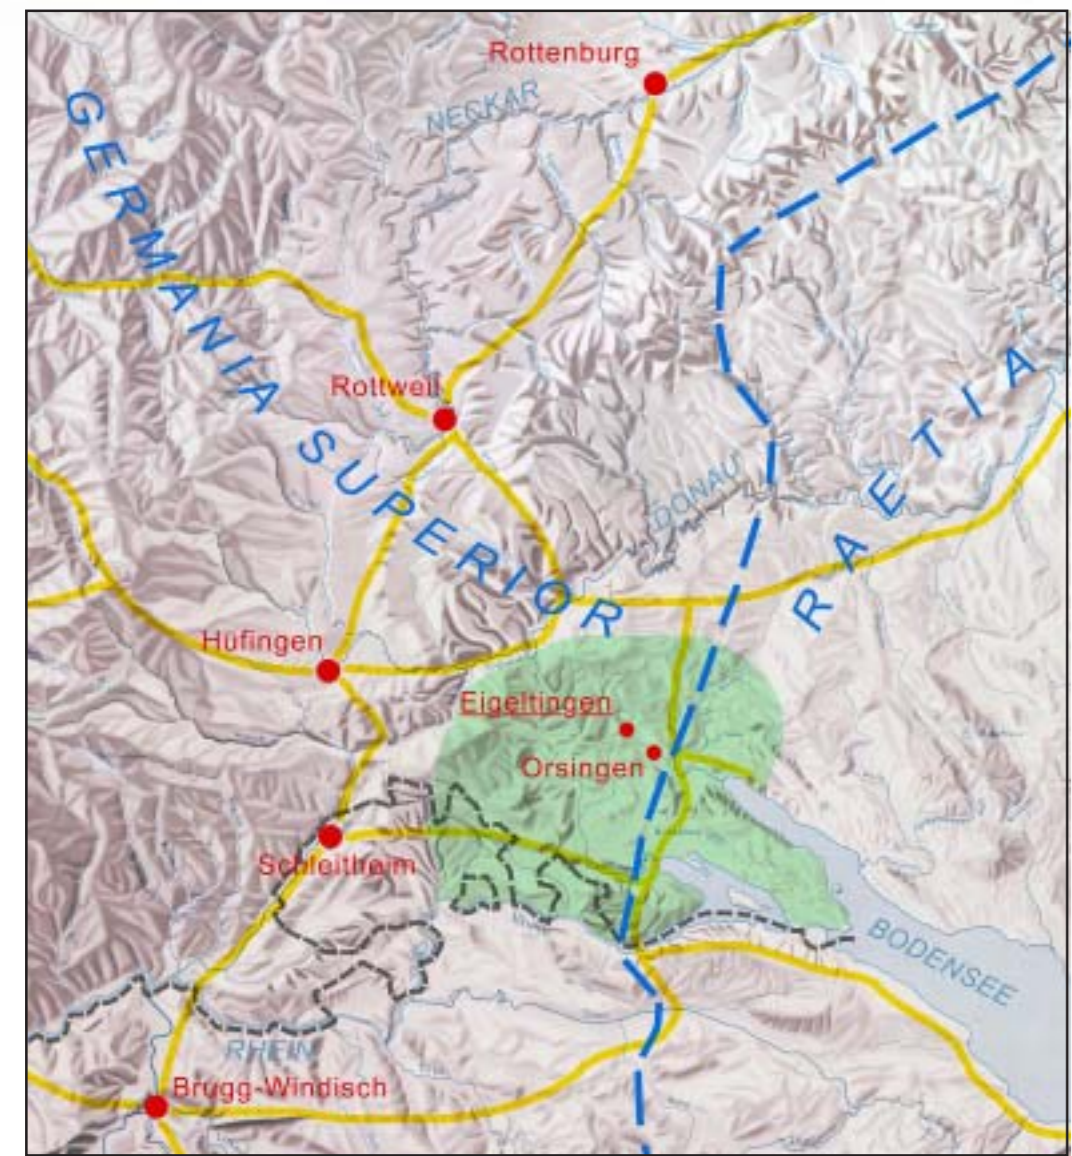 Rottenburg
NECKAR
GERMANIA SUPERIOR
Rottweil
RAETIA
DONAU
Hüfingen
Eigeltingen
Orsingen
Schleitheim
BODENSEE
RHEIN
Brugg-Windisch